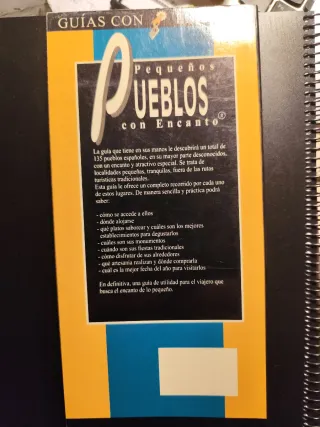 GUÍAS CON
Pequeños
PUEBLOS
con Encanto®
La guía que tiene en sus manos le descubrirá un total de
135 pueblos españoles, en su mayor parte desconocidos,
con un encanto y atractivo especial. Se trata de
localidades pequeñas, tranquilas, fuera de las rutas
turísticas tradicionales.
Esta guía le ofrece un completo recorrido por cada uno
de estos lugares. De manera sencilla y práctica podrá
saber:
- cómo se accede a ellos
- dónde alojarse
- qué platos saborear y cuáles son los mejores
establecimientos para degustarlos
- cuáles son sus monumentos
- cuándo son sus fiestas tradicionales
- cómo disfrutar de sus alrededores
- qué artesanía realizan y dónde comprarla
- cuál es la mejor fecha del año para visitarlos
En definitiva, una guía de utilidad para el viajero que
busca el encanto de lo pequeño.